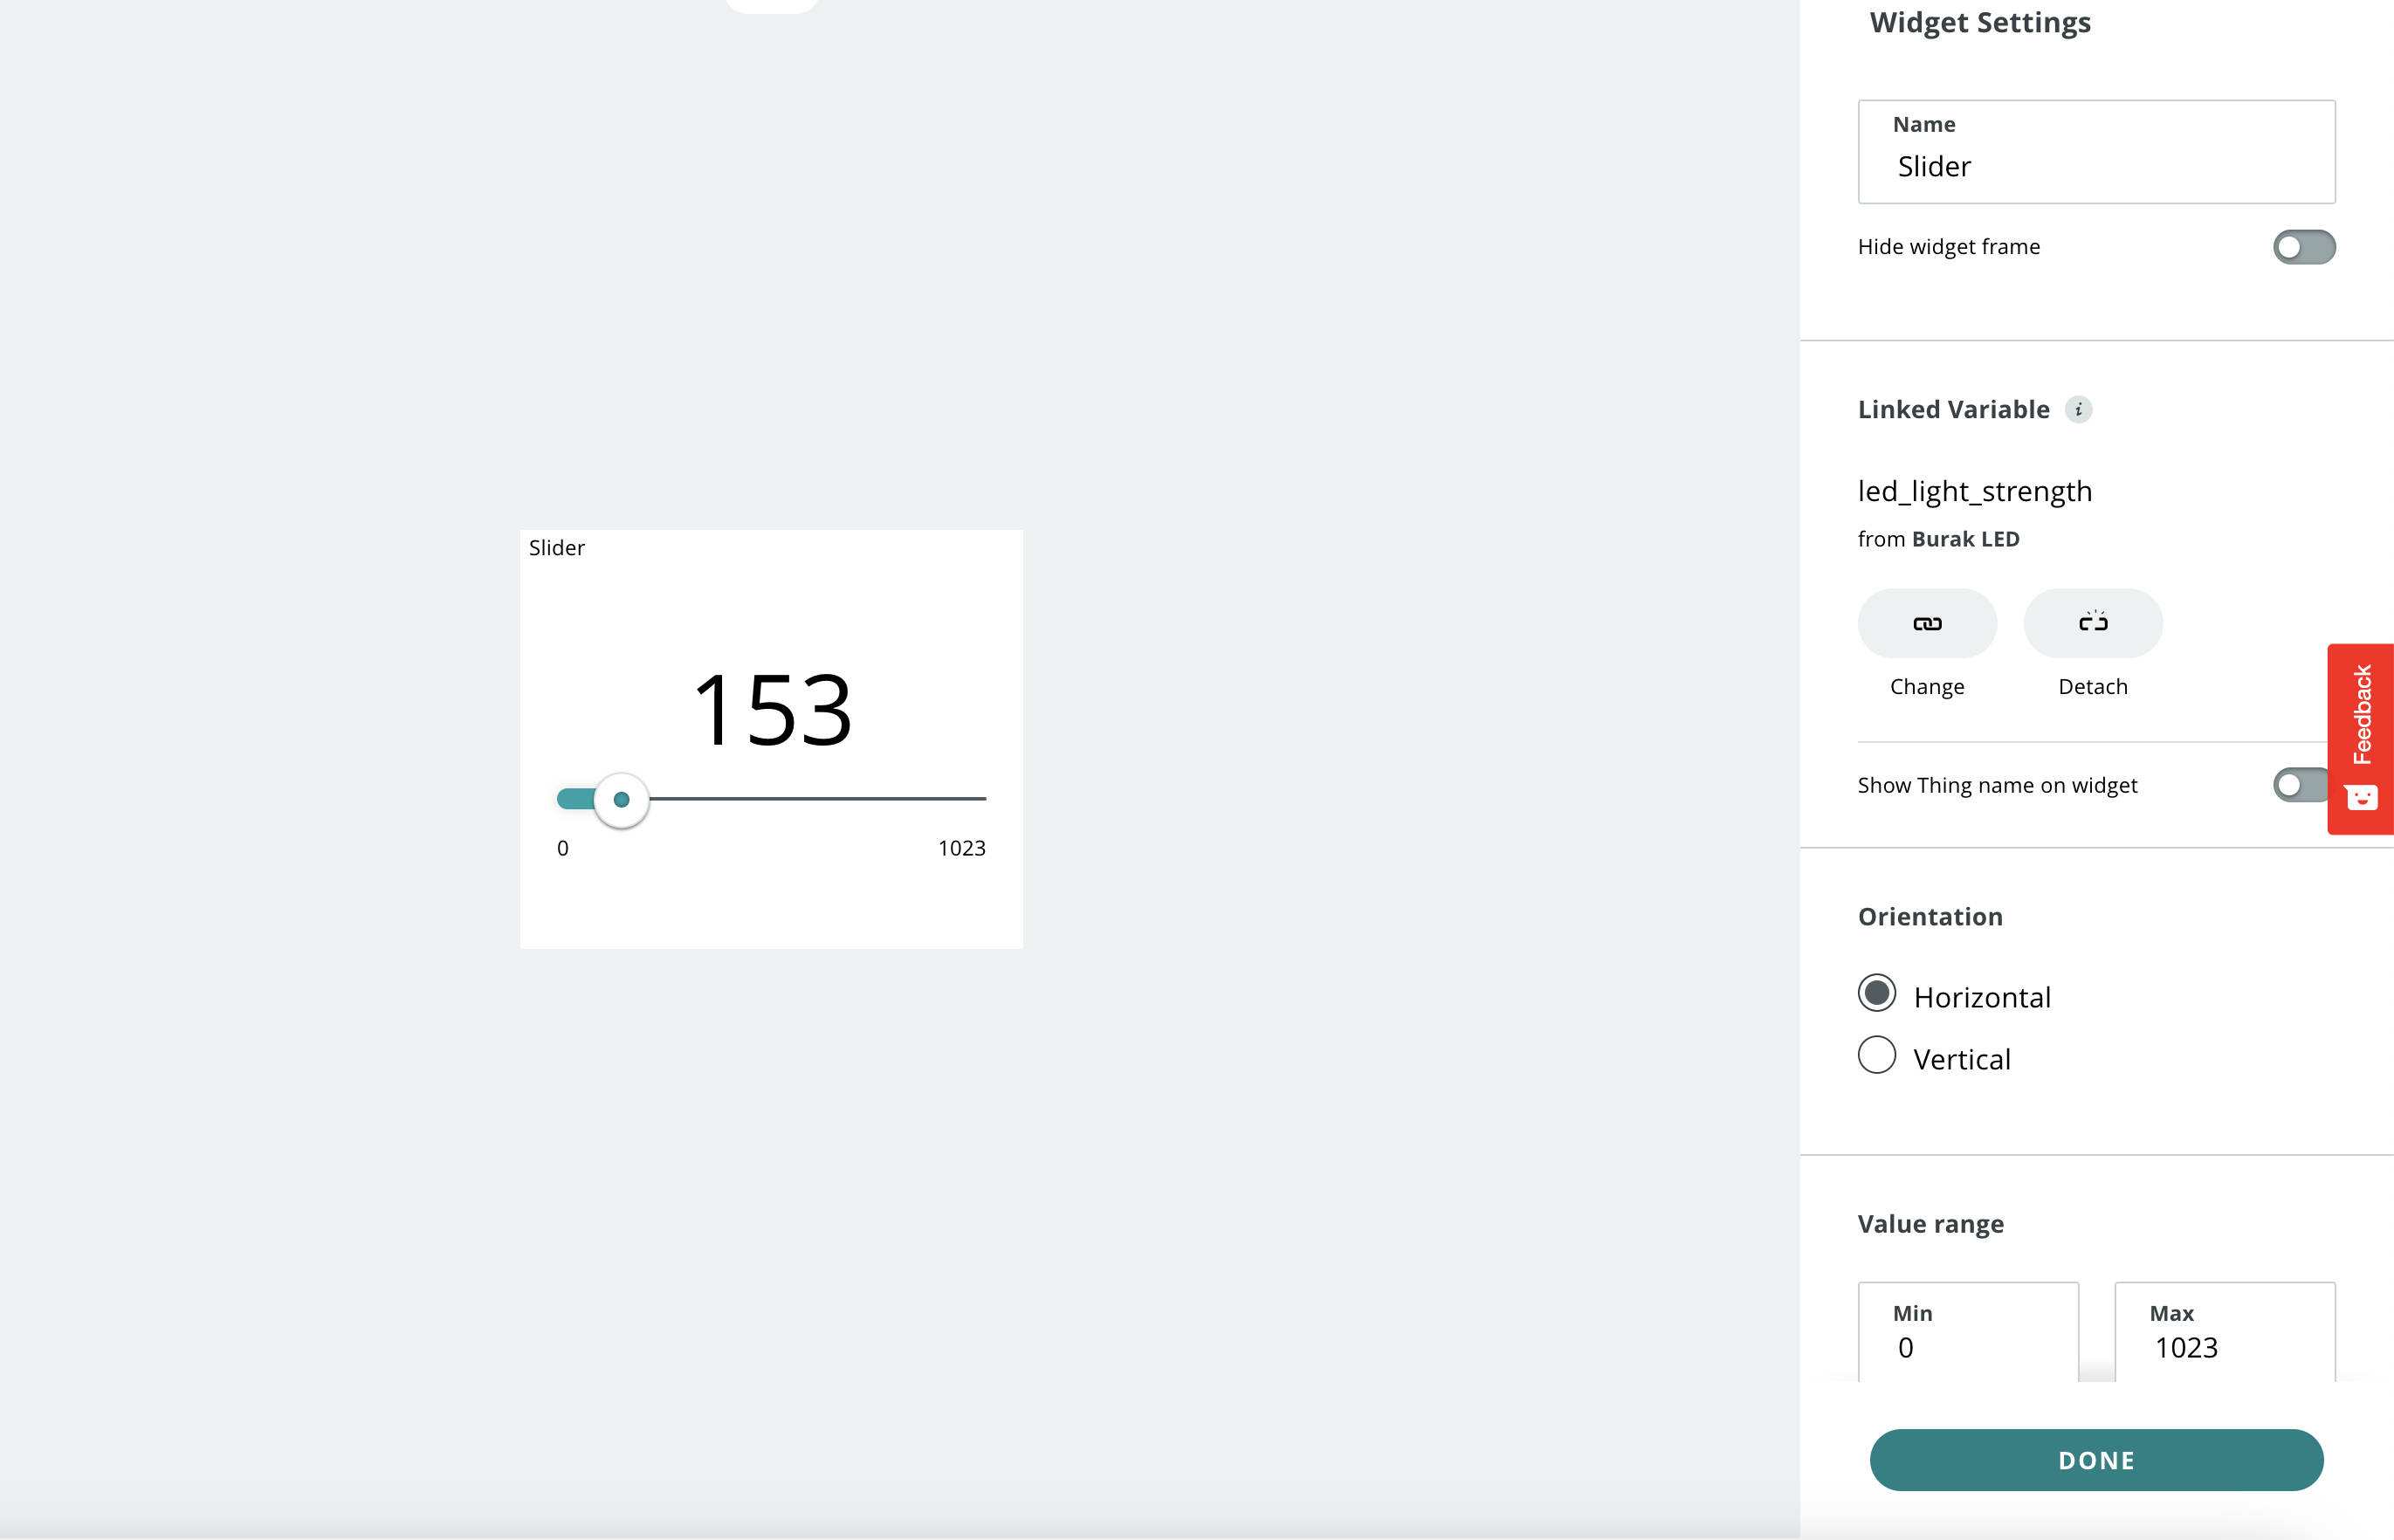 Slider
153
0 1023
Widget Settings
Name
Slider
Hide widget frame
Linked Variable i
led_light_strength
from Burak LED
Change Detach
Show Thing name on widget
Feedback
Orientation
Horizontal
Vertical
Value range
Min Max
0 1023
DONE